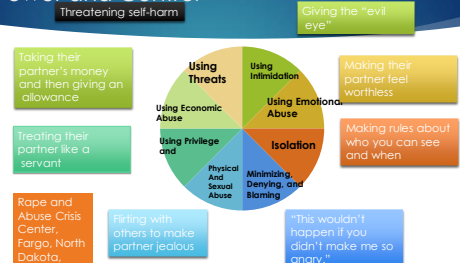 Threatening self-harm
Giving the "evil
eye"
Taking their
partner's money
and then giving an
allowance
Using
Threats
Using
Intimidation
Making their
partner feel
worthless
Using Economic
Abuse
Using Emotional
Abuse
Treating their
partner like a
servant
Using Privilege
and
Isolation
Making rules about
who you can see
and when
Physical
And
Sexual
Abuse
Minimizing,
Denying, and
Blaming
Rape and
Abuse Crisis
Center,
Fargo, North
Dakota,
Flirting with
others to make
partner jealous
"This wouldn't
happen if you
didn't make me so
angry."